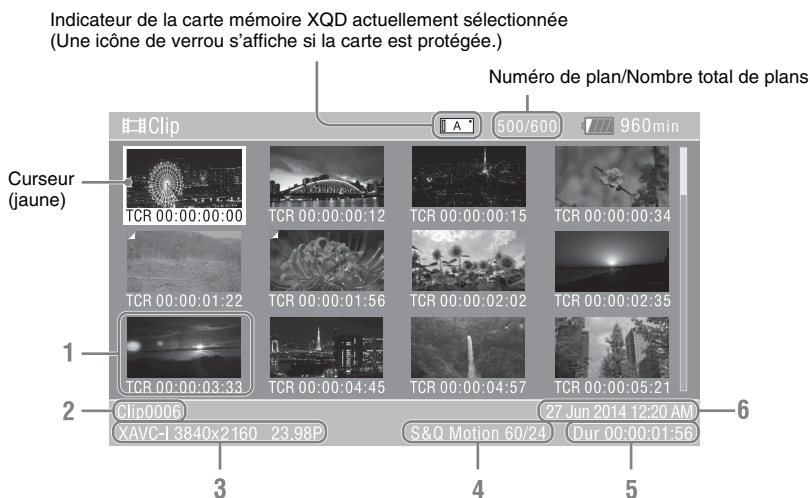 Indicateur de la carte mémoire XQD actuellement sélectionnée
(Une icône de verrou s'affiche si la carte est protégée.)
Numéro de plan/Nombre total de plans
Clip
A
500/600
960min
Curseur
(jaune)
TCR 00:00:00:00
TCR 00:00:00:12
TCR 00:00:00:15
TCR 00:00:00:34
TCR 00:00:01:22
TCR 00:00:01:56
TCR 00:00:02:02
TCR 00:00:02:35
1
TCR 00:00:03:33
TCR 00:00:04:45
TCR 00:00:04:57
TCR 00:00:05:21
2
Clip0006
27 Jun 2014 12:20 AM
6
XAVC-I 3840x2160 23.98P
S&Q Motion 60/24
Dur 00:00:01:56
3
4
5